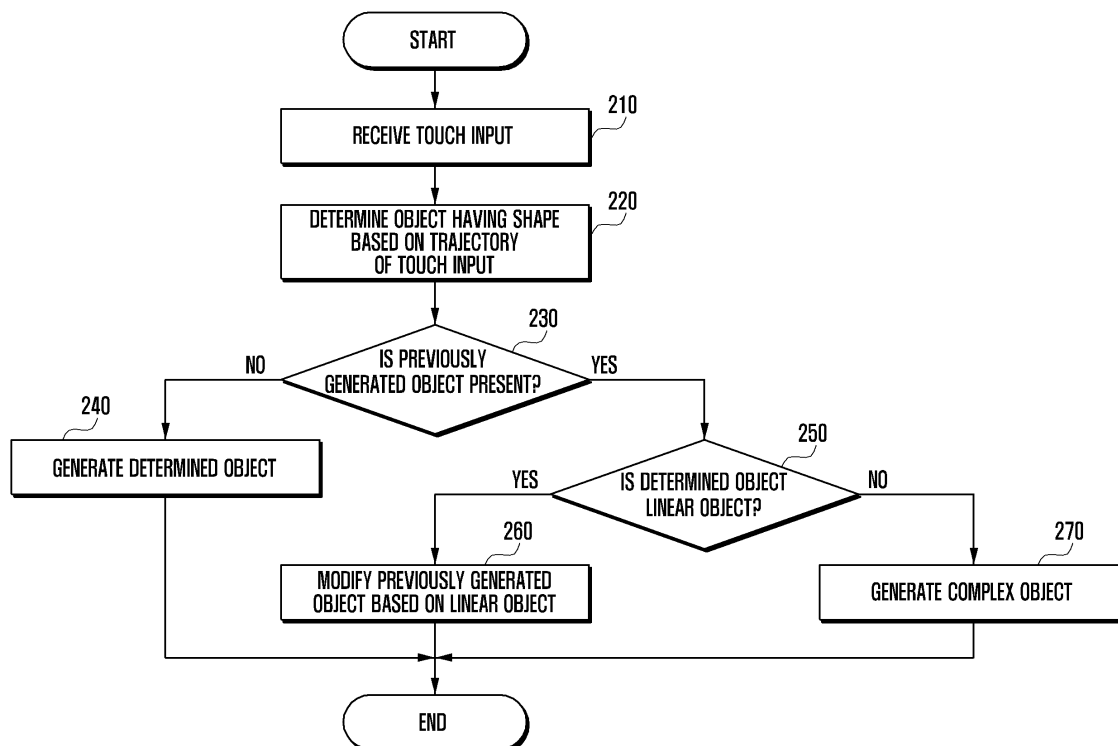 START
210
RECEIVE TOUCH INPUT
220
DETERMINE OBJECT HAVING SHAPE
BASED ON TRAJECTORY
OF TOUCH INPUT
230
IS PREVIOUSLY
GENERATED OBJECT PRESENT?
NO
YES
240
GENERATE DETERMINED OBJECT
250
IS DETERMINED OBJECT
LINEAR OBJECT?
YES
NO
260
MODIFY PREVIOUSLY GENERATED
OBJECT BASED ON LINEAR OBJECT
270
GENERATE COMPLEX OBJECT
END